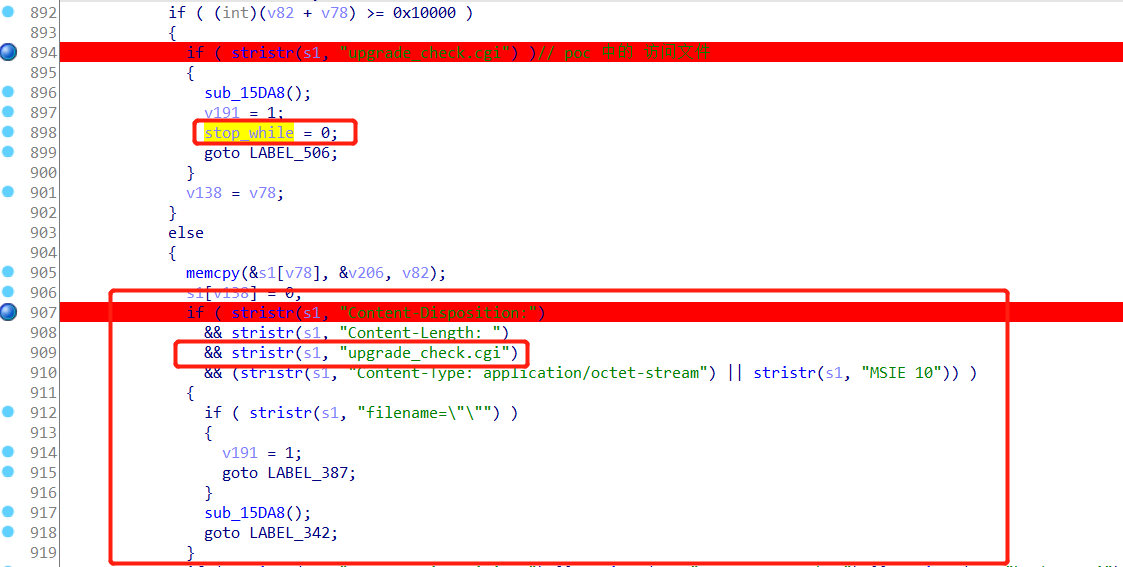 892 if ( (int)(v82 + v78) >= 0x10000 )
893 {
894 if ( stristr(s1, "upgrade_check.cgi") )// poc
895 {
896 sub_15DA8();
897 v191 = 1;
898 stop_while = 0;
899 goto LABEL_506;
900 }
901 v138 = v78;
902 }
903 else
904 {
905 memcpy(&s1[v78], &v206, v82);
906 s1[v138] = 0,
907 if ( stristr(s1, "Content-Disposition:")
908 && stristr(s1, "Content-Length: ")
909 && stristr(s1, "upgrade_check.cgi")
910 && (stristr(s1, "Content-Type: application/octet-stream") || stristr(s1, "MSIE 10")) )
911 {
912 if ( stristr(s1, "filename=\"\"") )
913 {
914 v191 = 1;
915 goto LABEL_387;
916 }
917 sub_15DA8();
918 goto LABEL_342;
919 }